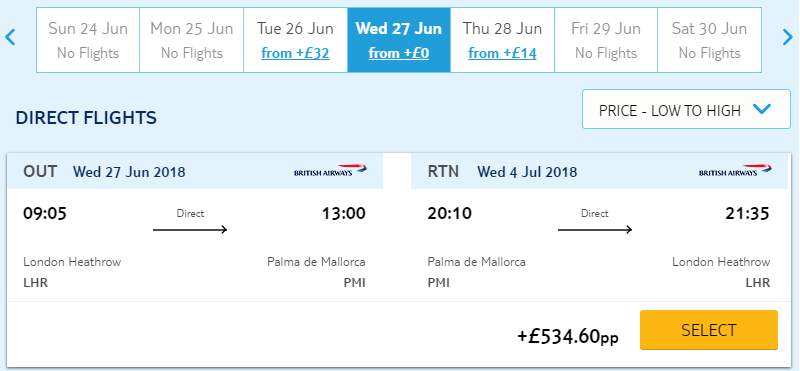 Sun 24 Jun Mon 25 Jun Tue 26 Jun Wed 27 Jun Thu 28 Jun Fri 29 Jun Sat 30 Jun
No Flights No Flights from +£32 from +£0 from +£14 No Flights No Flights
DIRECT FLIGHTS
PRICE - LOW TO HIGH
OUT Wed 27 Jun 2018 BRITISH AIRWAYS
09:05 Direct 13:00
London Heathrow Palma de Mallorca
LHR PMI
RTN Wed 4 Jul 2018 BRITISH AIRWAYS
20:10 Direct 21:35
Palma de Mallorca London Heathrow
PMI LHR
+£534.60pp SELECT